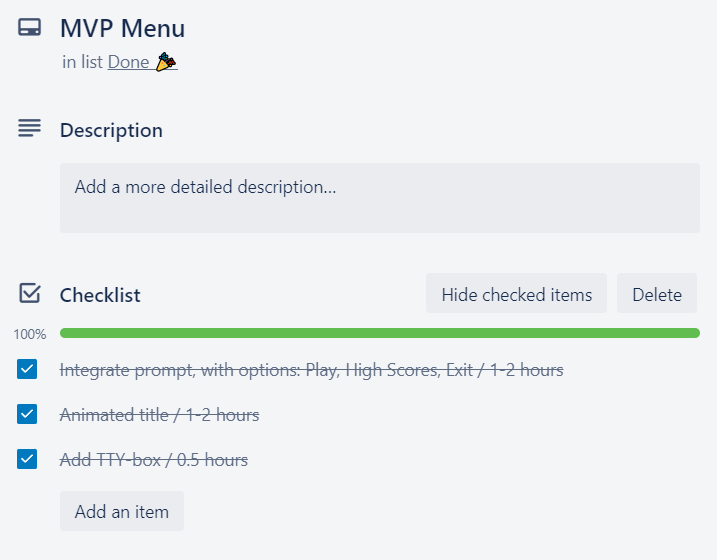 MVP Menu
in list Done 🎉
Description
Add a more detailed description...
Checklist
Hide checked items
Delete
100%
Integrate prompt, with options: Play, High Scores, Exit / 1-2 hours
Animated title / 1-2 hours
Add TTY-box / 0.5 hours
Add an item